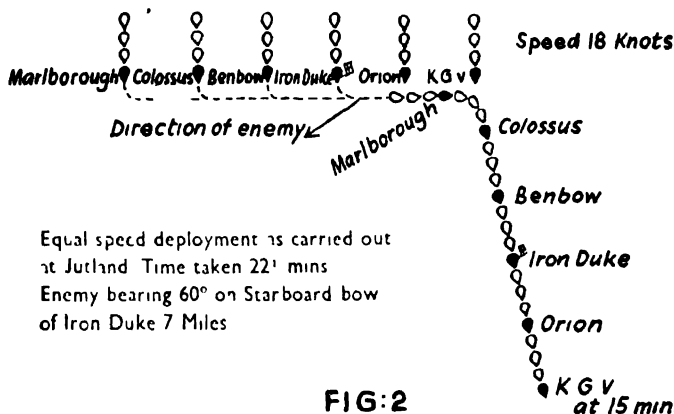 Speed 18 Knots
Marlborough Colossus Benbow Iron Duke Orion K G V
Direction of enemy
Marlborough
Colossus
Benbow
Iron Duke
Orion
K G V
at 15 min
Equal speed deployment as carried out
at Jutland Time taken 22¹ mins
Enemy bearing 60° on Starboard bow
of Iron Duke 7 Miles
FIG:2